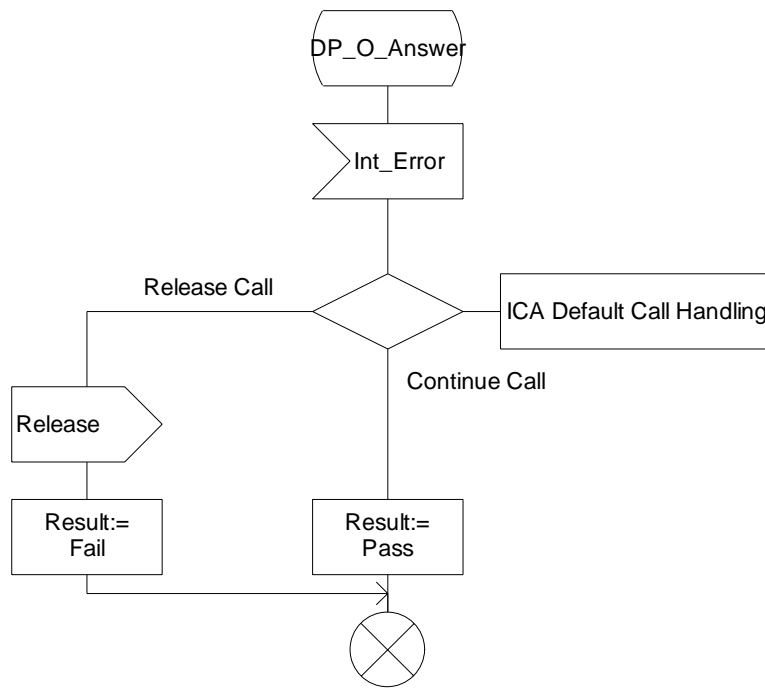 DP_O_Answer
Int_Error
Release Call
ICA Default Call Handling
Continue Call
Release
Result:=
Fail
Result:=
Pass